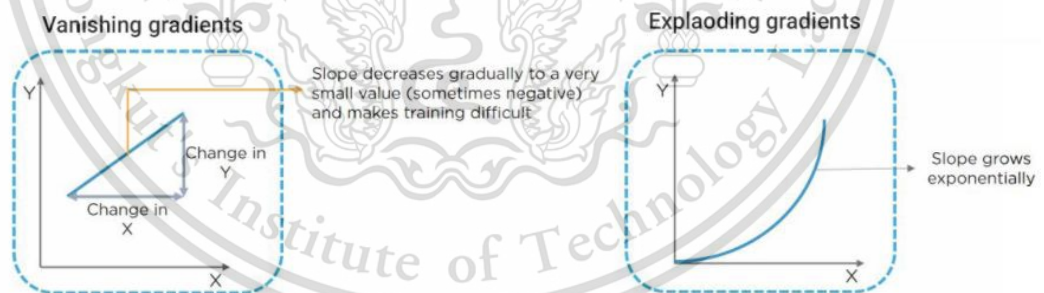 Vanishing gradients
Y
Slope decreases gradually to a very
small value (sometimes negative)
and makes training difficult
Change in
Y
Change in
X
X
Explaoding gradients
Y
Slope grows
exponentially
X
Institute of Technology